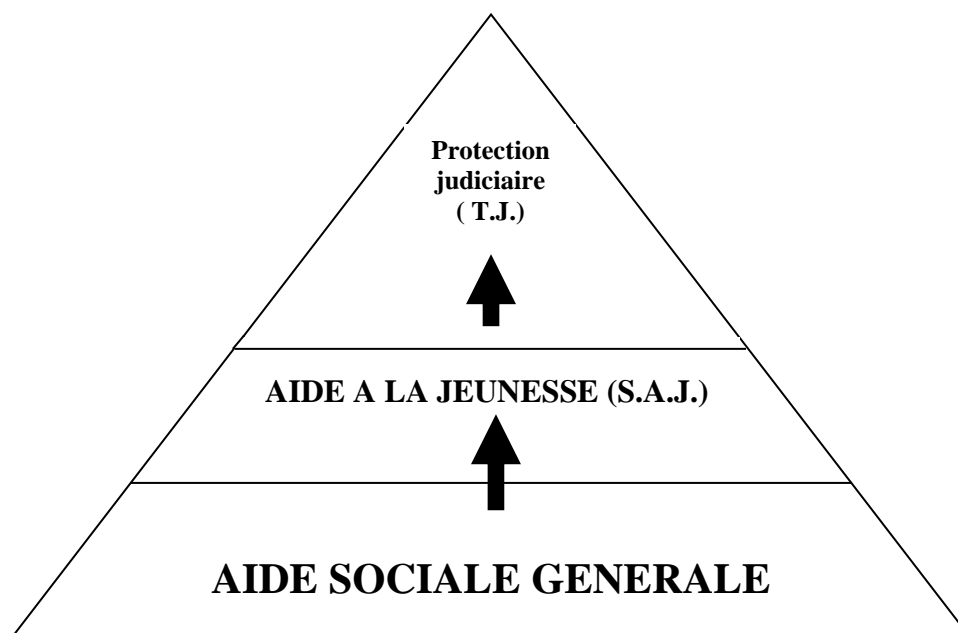 Protection
judiciaire
( T.J.)
AIDE A LA JEUNESSE (S.A.J.)
AIDE SOCIALE GENERALE